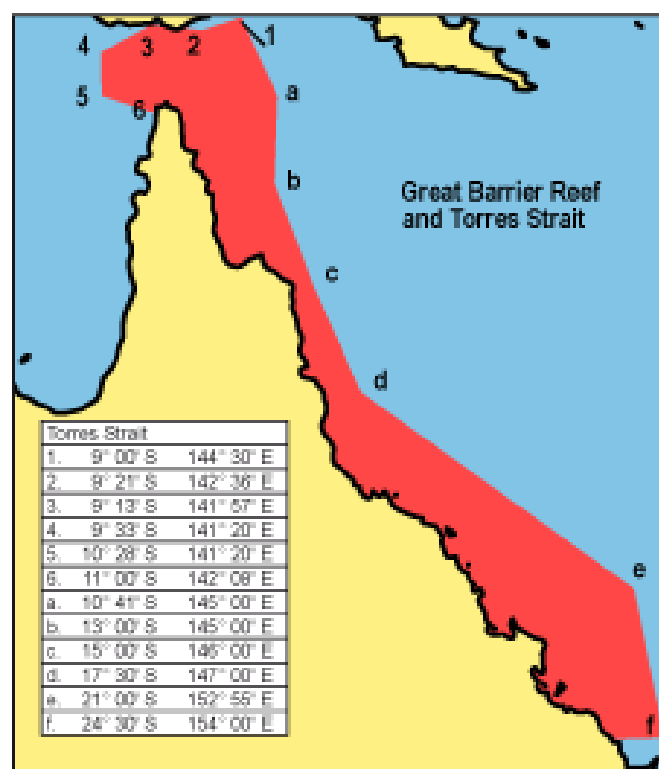 4
3
2
1
5
6
a
b
Great Barrier Reef
and Torres Strait
c
d
e
f
Torres Strait
1. 9° 00' S 144° 30' E
2. 9° 21' S 142° 36' E
3. 9° 13' S 141° 57' E
4. 9° 33' S 141° 20' E
5. 10° 28' S 141° 20' E
6. 11° 00' S 142° 08' E
a. 10° 41' S 145° 00' E
b. 13° 00' S 145° 00' E
c. 15° 00' S 146° 00' E
d. 17° 30' S 147° 00' E
e. 21° 00' S 152° 55' E
f. 24° 30' S 154° 00' E